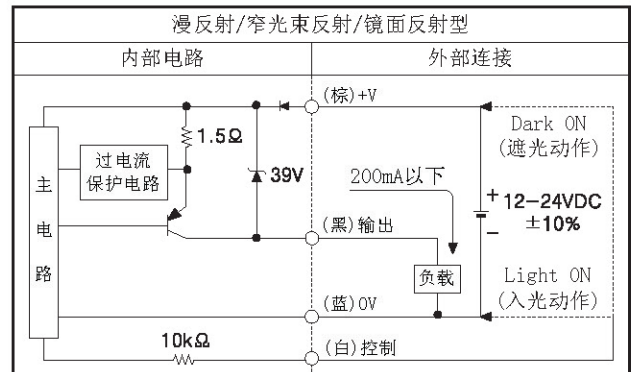 漫反射/窄光束反射/镜面反射型
内部电路
外部连接
(棕)+V
Dark ON
(遮光动作)
1.5Ω
过电流
保护电路
39V
200mA以下
主
电
路
+
12-24VDC
±10%
-
(黑)输出
负载
Light ON
(入光动作)
(蓝)0V
10kΩ
(白)控制